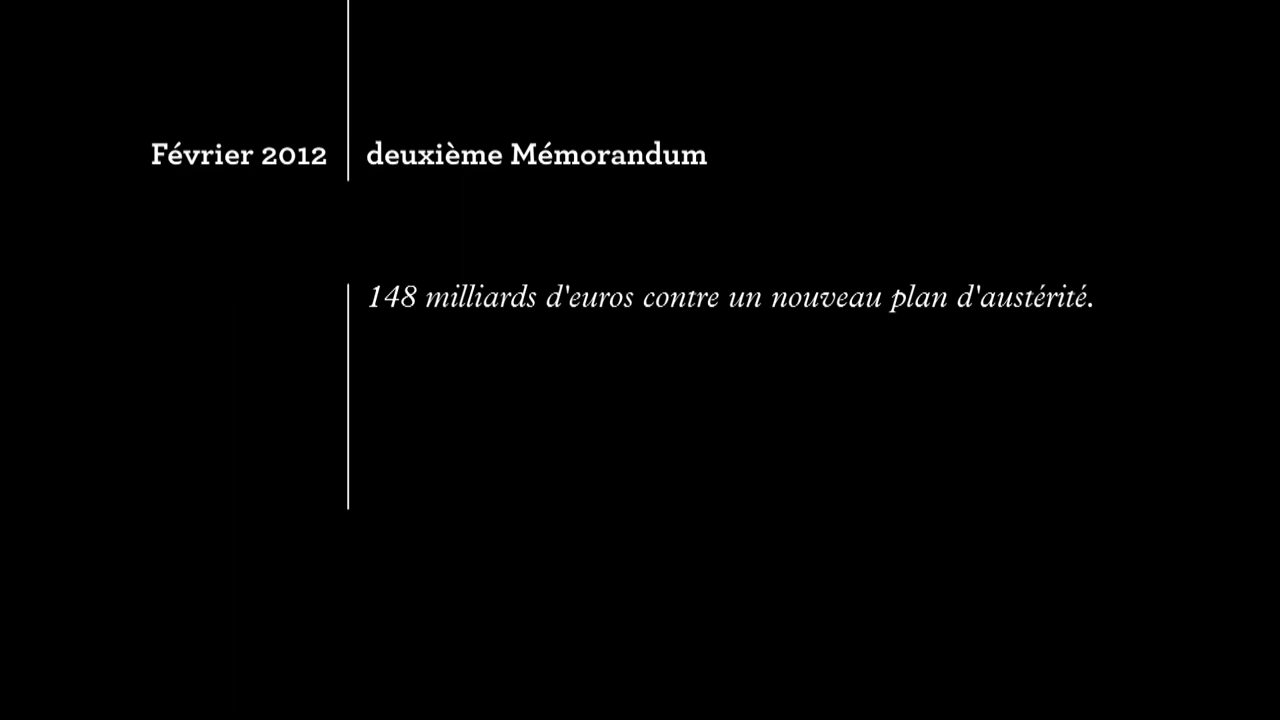 Février 2012 deuxième Mémorandum
148 milliards d'euros contre un nouveau plan d'austérité.